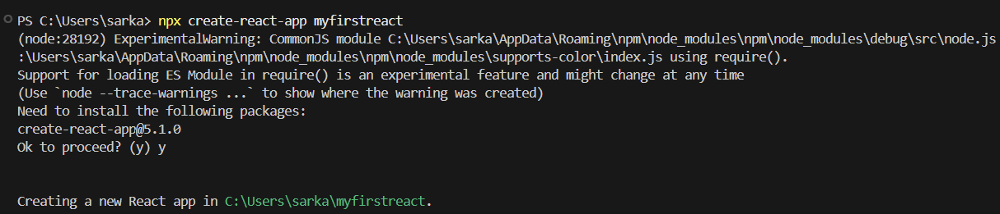 PS C:\Users\sarka> npx create-react-app myfirstreact
(node:28192) ExperimentalWarning: CommonJS module C:\Users\sarka\AppData\Roaming\npm\node_modules\npm\node_modules\debug\src\node.js
:\Users\sarka\AppData\Roaming\npm\node_modules\npm\node_modules\supports-color\index.js using require().
Support for loading ES Module in require() is an experimental feature and might change at any time
(Use `node --trace-warnings ...` to show where the warning was created)
Need to install the following packages:
create-react-app@5.1.0
Ok to proceed? (y) y
Creating a new React app in C:\Users\sarka\myfirstreact.